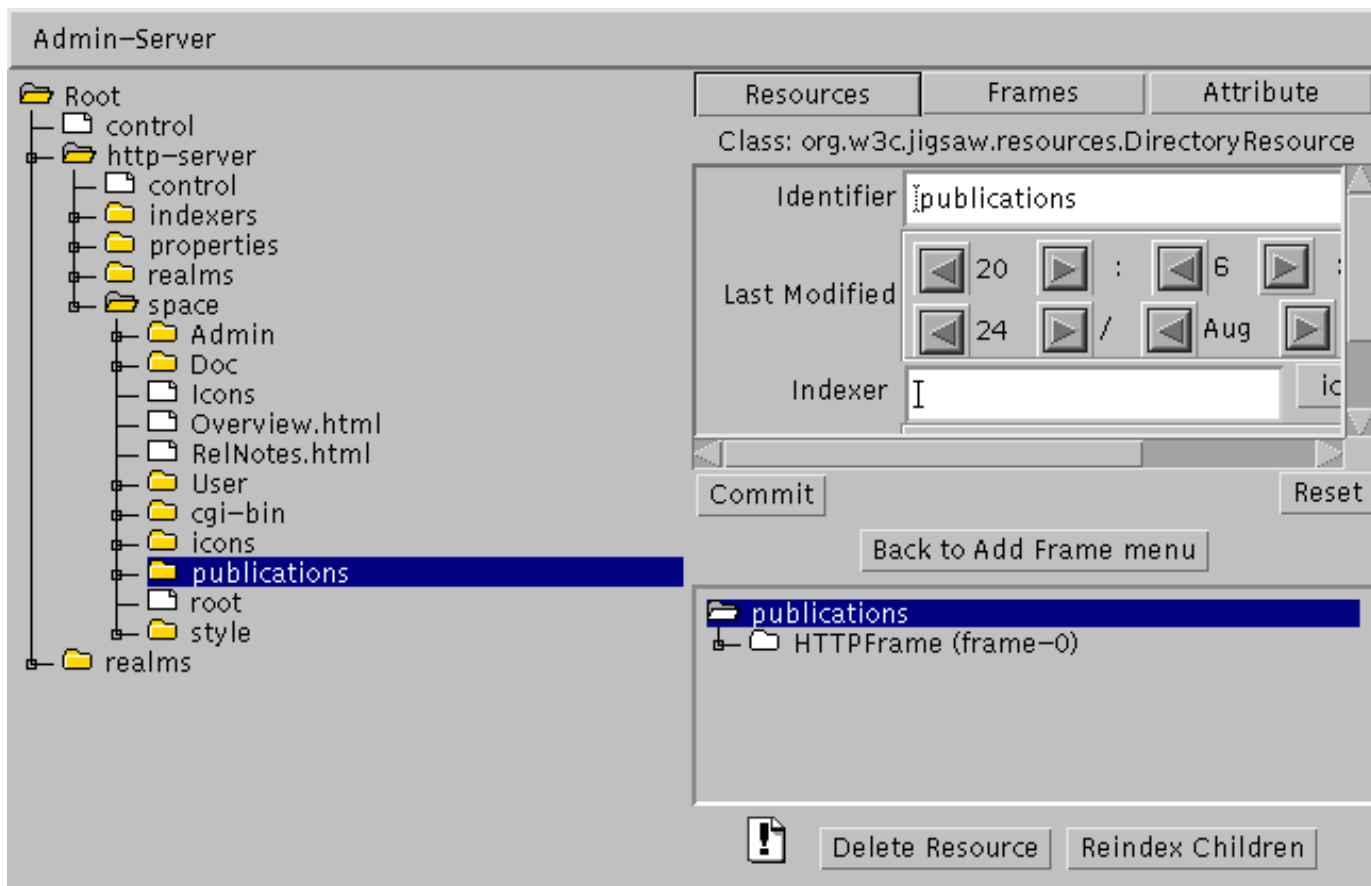 Admin-Server
Root
control
http-server
control
indexers
properties
realms
space
Admin
Doc
Icons
Overview.html
RelNotes.html
User
cgi-bin
icons
publications
root
style
realms
Resources Frames Attribute
Class: org.w3c.jigsaw.resources.DirectoryResource
Identifier publications
Last Modified
20 : 6 :
24 / Aug
Indexer ic
Commit Reset
Back to Add Frame menu
publications
HTTPFrame (frame-0)
! Delete Resource Reindex Children